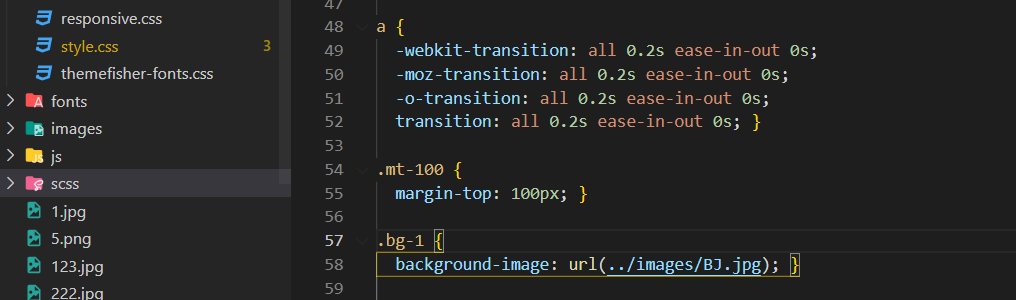 responsive.css
style.css 3
themefisher-fonts.css
fonts
images
js
scss
1.jpg
5.png
123.jpg
222.jpg
47
48 a {
49 -webkit-transition: all 0.2s ease-in-out 0s;
50 -moz-transition: all 0.2s ease-in-out 0s;
51 -o-transition: all 0.2s ease-in-out 0s;
52 transition: all 0.2s ease-in-out 0s; }
53
54 .mt-100 {
55 margin-top: 100px; }
56
57 .bg-1 {
58 background-image: url(../images/BJ.jpg); }
59